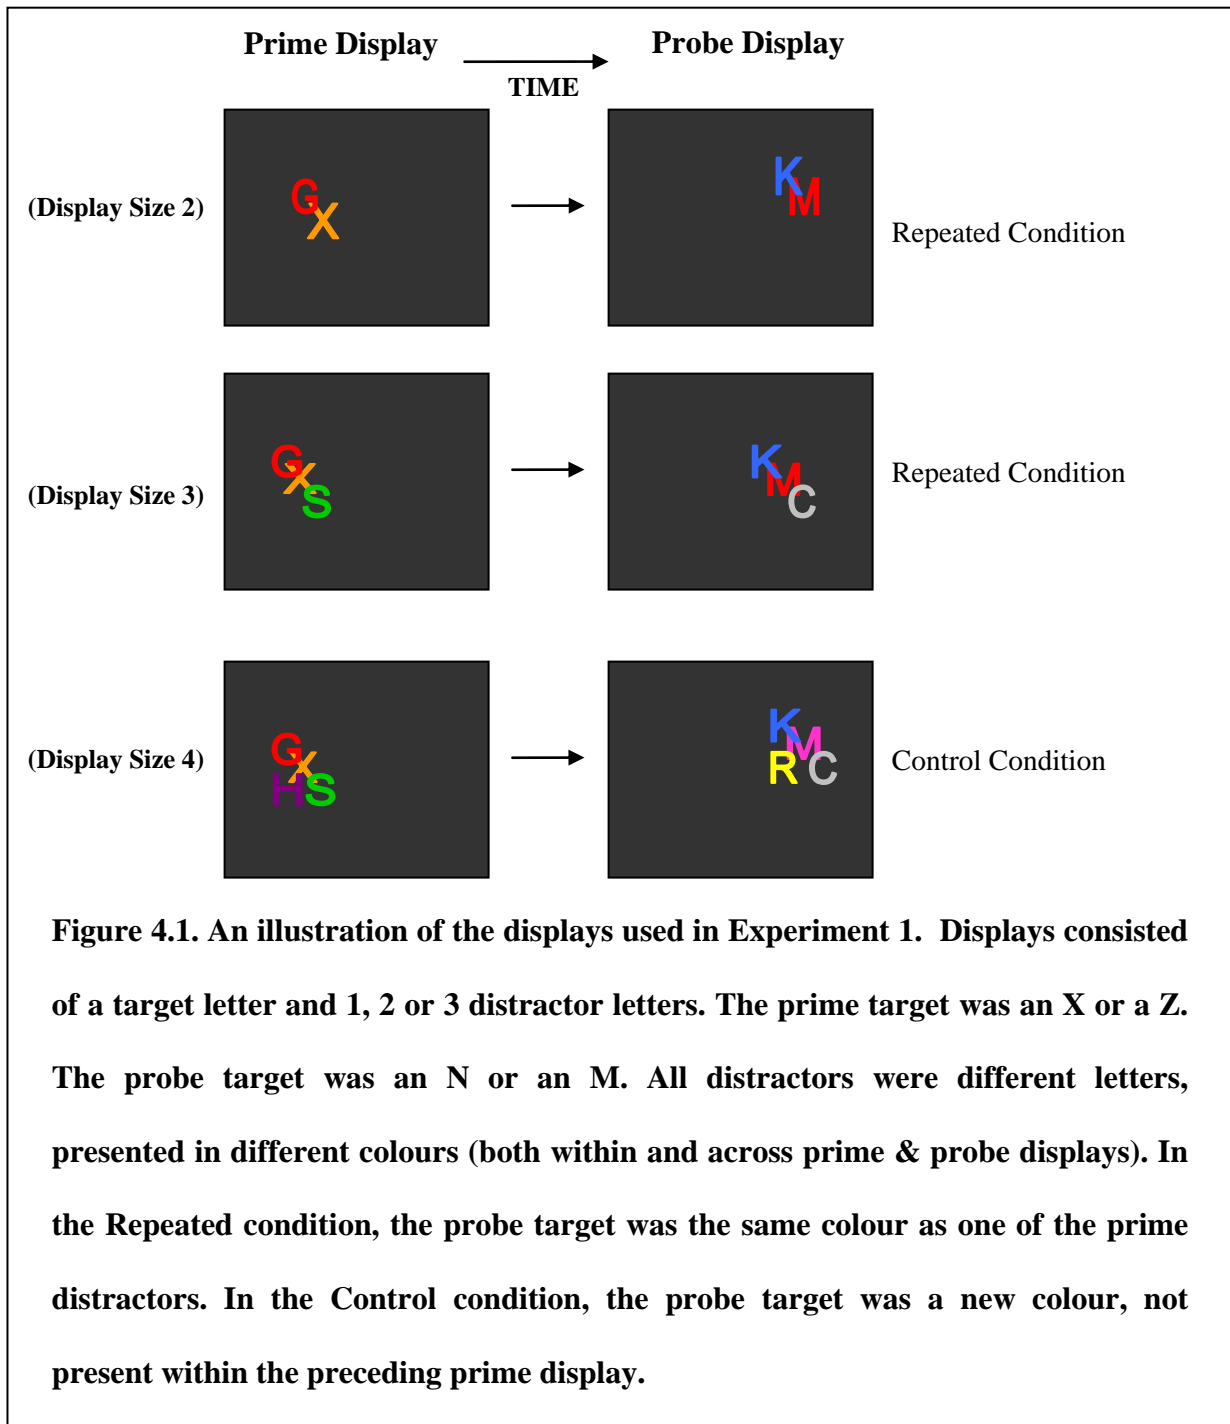 Prime Display
Probe Display
TIME
(Display Size 2)
G
X
K
M
Repeated Condition
(Display Size 3)
G
X
S
K
M
C
Repeated Condition
(Display Size 4)
G
X
H
S
K
M
R
C
Control Condition
Figure 4.1. An illustration of the displays used in Experiment 1. Displays consisted
of a target letter and 1, 2 or 3 distractor letters. The prime target was an X or a Z.
The probe target was an N or an M. All distractors were different letters,
presented in different colours (both within and across prime & probe displays). In
the Repeated condition, the probe target was the same colour as one of the prime
distractors. In the Control condition, the probe target was a new colour, not
present within the preceding prime display.